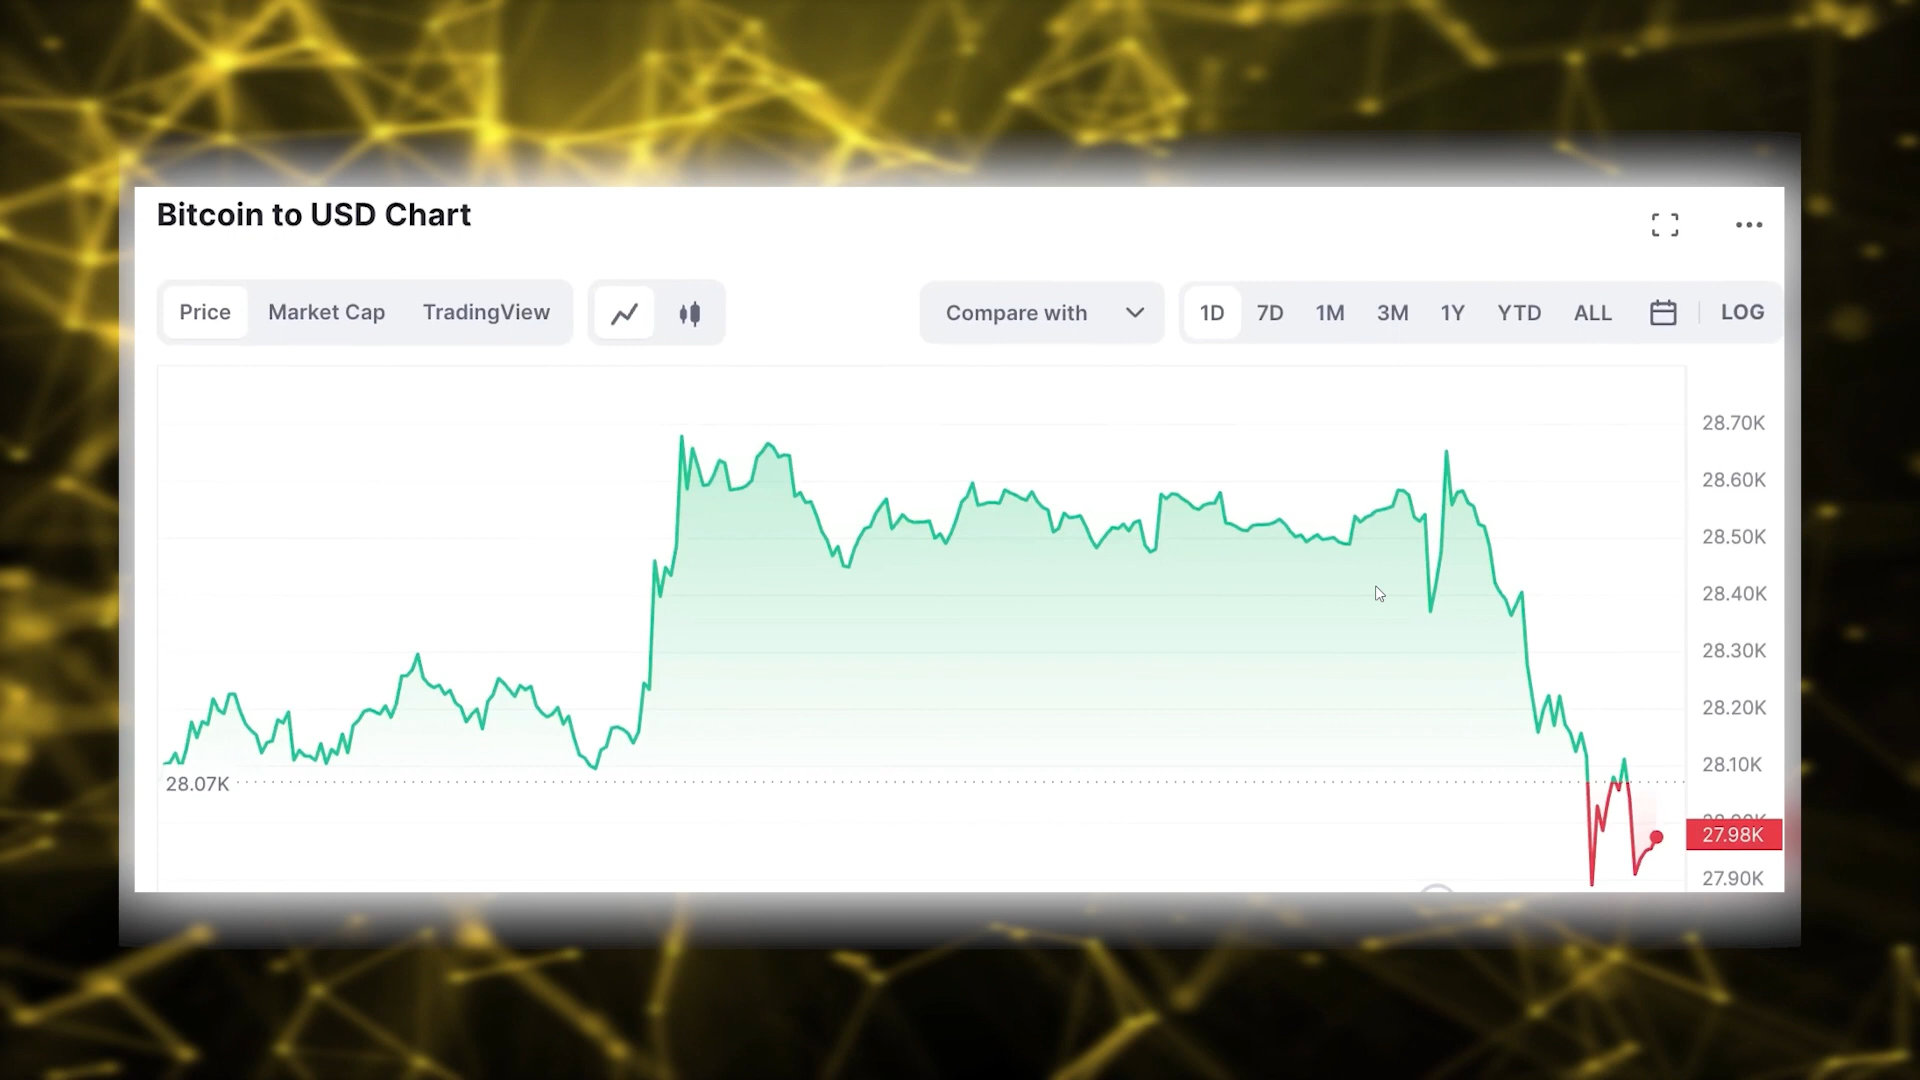 Bitcoin to USD Chart
Price Market Cap TradingView Compare with 1D 7D 1M 3M 1Y YTD ALL LOG
28.70K
28.60K
28.50K
28.40K
28.30K
28.20K
28.10K
28.07K
27.98K
27.90K